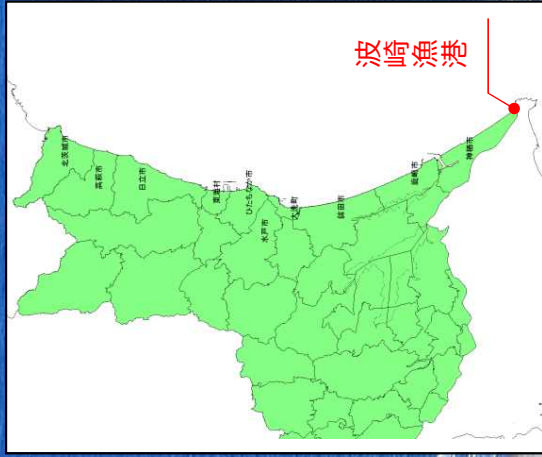 波崎漁港
北茨城市
高萩市
日立市
東海村
ひたちなか市
水戸市
大洗町
鉾田市
鹿嶋市
神栖市